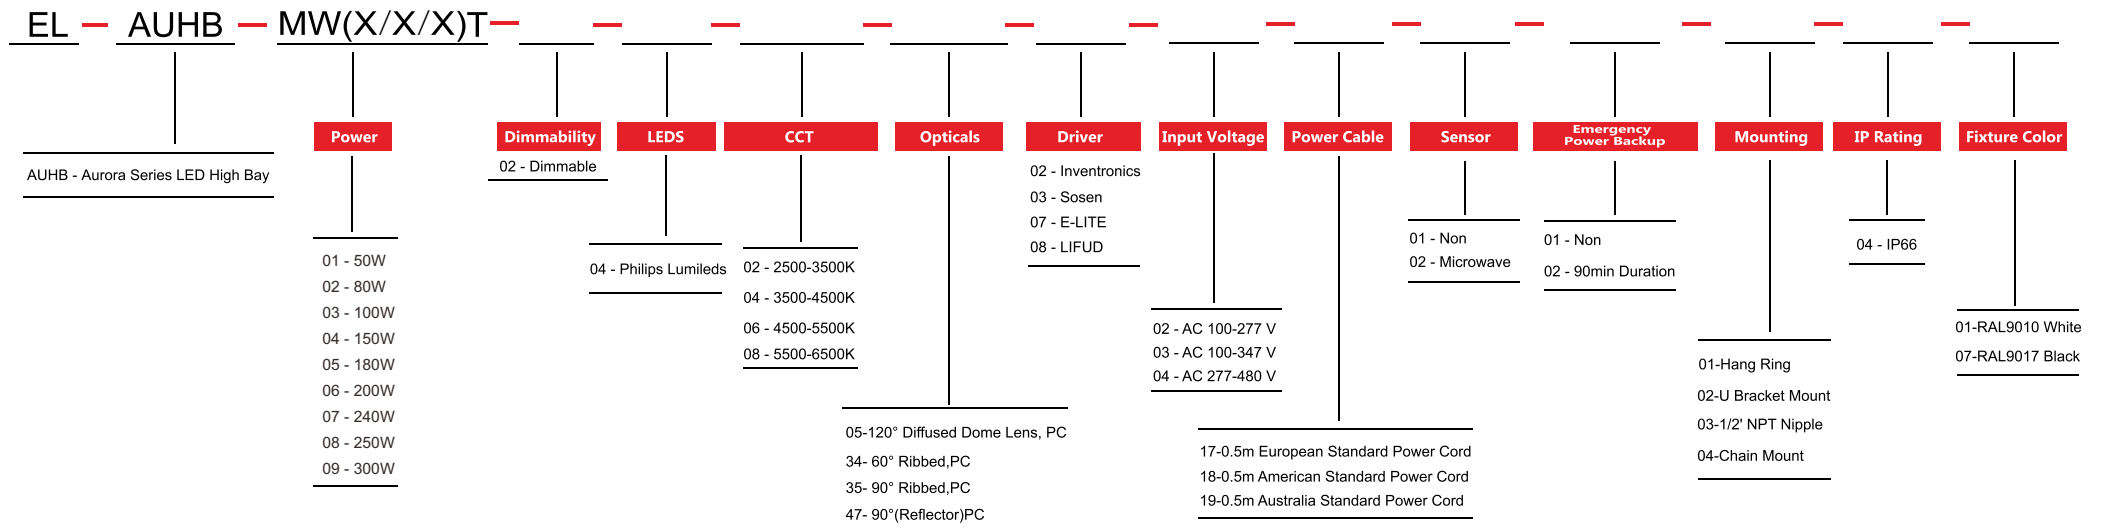 EL AUHB MW(X/X/X)T
AUHB - Aurora Series LED High Bay
Power
01 - 50W
02 - 80W
03 - 100W
04 - 150W
05 - 180W
06 - 200W
07 - 240W
08 - 250W
09 - 300W
Dimmability
02 - Dimmable
LEDS
04 - Philips Lumileds
CCT
02 - 2500-3500K
04 - 3500-4500K
06 - 4500-5500K
08 - 5500-6500K
Opticals
05-120° Diffused Dome Lens, PC
34- 60° Ribbed,PC
35- 90° Ribbed,PC
47- 90°(Reflector)PC
Driver
02 - Inventronics
03 - Sosen
07 - E-LITE
08 - LIFUD
Input Voltage
02 - AC 100-277 V
03 - AC 100-347 V
04 - AC 277-480 V
Power Cable
17-0.5m European Standard Power Cord
18-0.5m American Standard Power Cord
19-0.5m Australia Standard Power Cord
Sensor
01 - Non
02 - Microwave
Emergency
Power Backup
01 - Non
02 - 90min Duration
Mounting
01-Hang Ring
02-U Bracket Mount
03-1/2' NPT Nipple
04-Chain Mount
IP Rating
04 - IP66
Fixture Color
01-RAL9010 White
07-RAL9017 Black